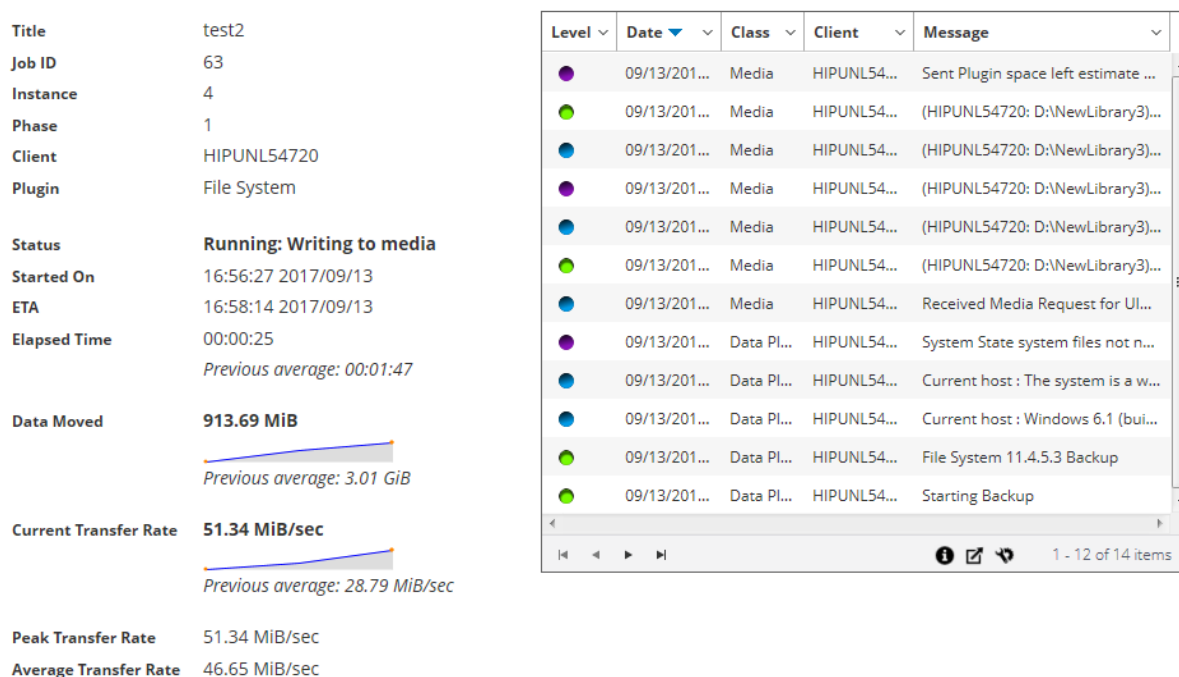 Title test2
Job ID 63
Instance 4
Phase 1
Client HIPUNL54720
Plugin File System
Status Running: Writing to media
Started On 16:56:27 2017/09/13
ETA 16:58:14 2017/09/13
Elapsed Time 00:00:25
Previous average: 00:01:47
Data Moved 913.69 MiB
Previous average: 3.01 GiB
Current Transfer Rate 51.34 MiB/sec
Previous average: 28.79 MiB/sec
Peak Transfer Rate 51.34 MiB/sec
Average Transfer Rate 46.65 MiB/sec
Level Date Class Client Message
09/13/201... Media HIPUNL54... Sent Plugin space left estimate ...
09/13/201... Media HIPUNL54... (HIPUNL54720: D:\NewLibrary3)...
09/13/201... Media HIPUNL54... (HIPUNL54720: D:\NewLibrary3)...
09/13/201... Media HIPUNL54... (HIPUNL54720: D:\NewLibrary3)...
09/13/201... Media HIPUNL54... (HIPUNL54720: D:\NewLibrary3)...
09/13/201... Media HIPUNL54... (HIPUNL54720: D:\NewLibrary3)...
09/13/201... Media HIPUNL54... Received Media Request for UI...
09/13/201... Data Pl... HIPUNL54... System State system files not n...
09/13/201... Data Pl... HIPUNL54... Current host : The system is a w...
09/13/201... Data Pl... HIPUNL54... Current host : Windows 6.1 (bui...
09/13/201... Data Pl... HIPUNL54... File System 11.4.5.3 Backup
09/13/201... Data Pl... HIPUNL54... Starting Backup
1 - 12 of 14 items